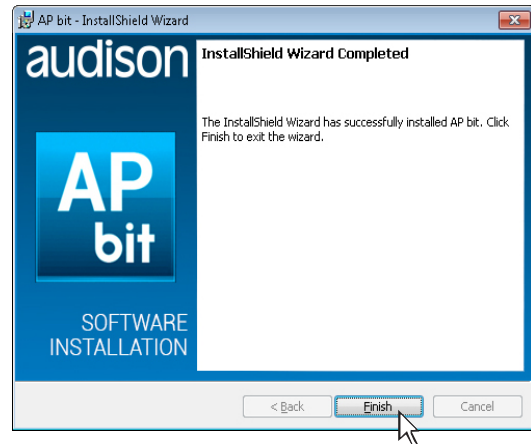 AP bit - InstallShield Wizard
audison
InstallShield Wizard Completed
The InstallShield Wizard has successfully installed AP bit. Click
Finish to exit the wizard.
AP
bit
SOFTWARE
INSTALLATION
< Back
Finish
Cancel